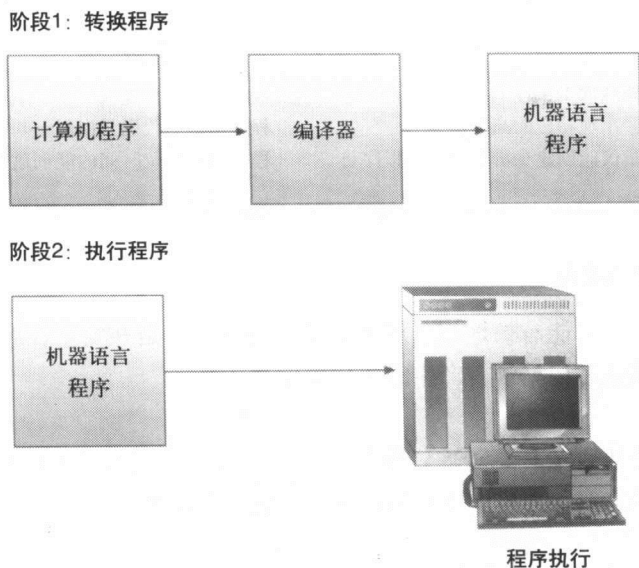 阶段1：转换程序
计算机程序
编译器
机器语言
程序
阶段2：执行程序
机器语言
程序
程序执行